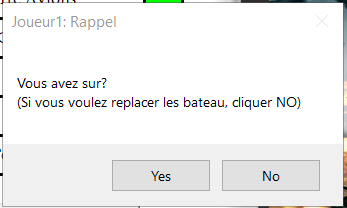 Joueur1: Rappel
Vous avez sur?
(Si vous voulez replacer les bateau, cliquer NO)
Yes
No